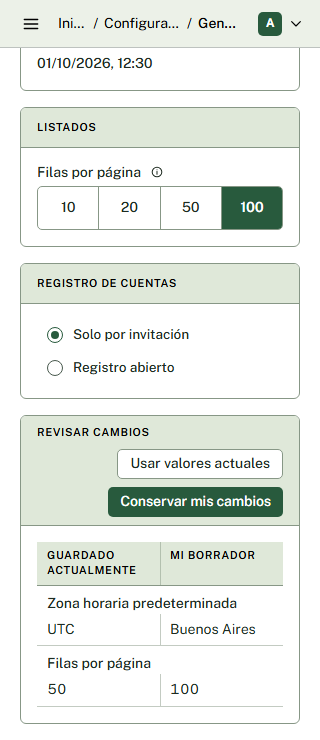 Ini... / Configura... / Gen... A
01/10/2026, 12:30
LISTADOS
Filas por página
10 20 50 100
REGISTRO DE CUENTAS
Solo por invitación
Registro abierto
REVISAR CAMBIOS
Usar valores actuales
Conservar mis cambios
GUARDADO ACTUALMENTE MI BORRADOR
Zona horaria predeterminada
UTC Buenos Aires
Filas por página
50 100